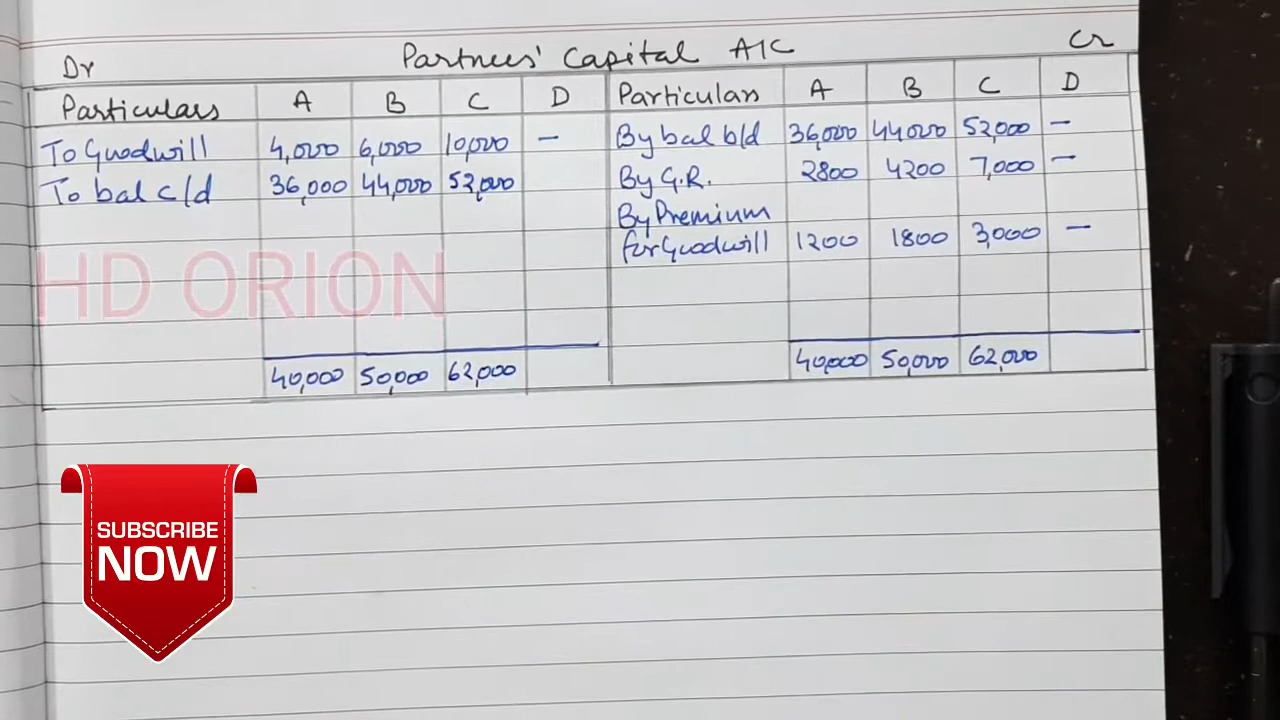 Dr Partners' Capital A/C Cr
Particulars A B C D Particulars A B C D
To Goodwill 4,000 6,000 10,000 — By bal b/d 36,000 44,000 52,000 —
To bal c/d 36,000 44,000 52,000 By G.R. 2800 4200 7,000 —
By Premium
for Goodwill 1200 1800 3,000 —
HD ORION
40,000 50,000 62,000 40,000 50,000 62,000
SUBSCRIBE
NOW